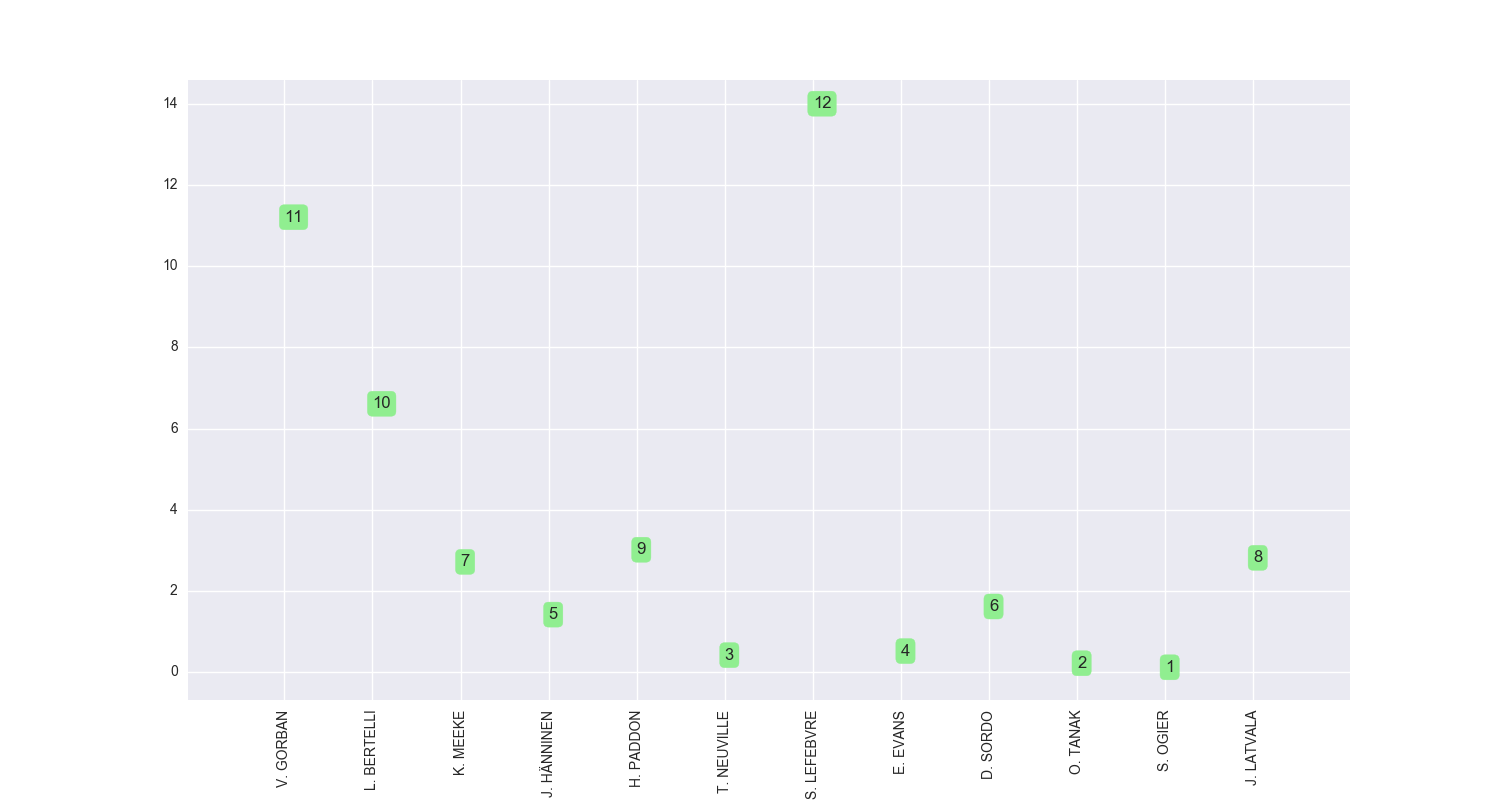 14
12
12
11
10
8
10
6
4
7
9
8
2
5
6
3
4
2
1
0
V. GORBAN
L. BERTELLI
K. MEEKE
J. HÄNNINEN
H. PADDON
T. NEUVILLE
S. LEFEBVRE
E. EVANS
D. SORDO
O. TANAK
S. OGIER
J. LATVALA